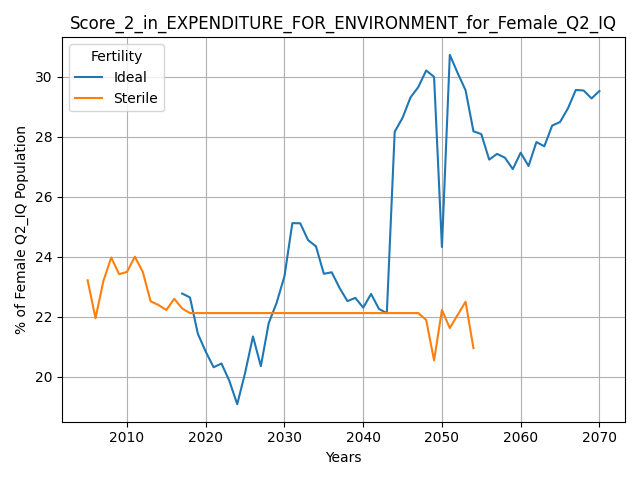 Score_2_in_EXPENDITURE_FOR_ENVIRONMENT_for_Female_Q2_IQ
Fertility
Ideal
Sterile
% of Female Q2_IQ Population
30
28
26
24
22
20
2010 2020 2030 2040 2050 2060 2070
Years